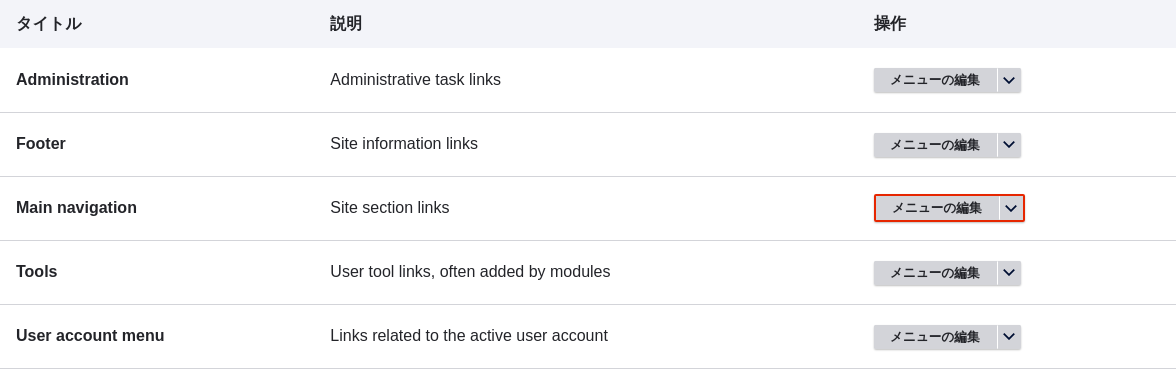 タイトル 説明 操作
Administration Administrative task links メニューの編集
Footer Site information links メニューの編集
Main navigation Site section links メニューの編集
Tools User tool links, often added by modules メニューの編集
User account menu Links related to the active user account メニューの編集